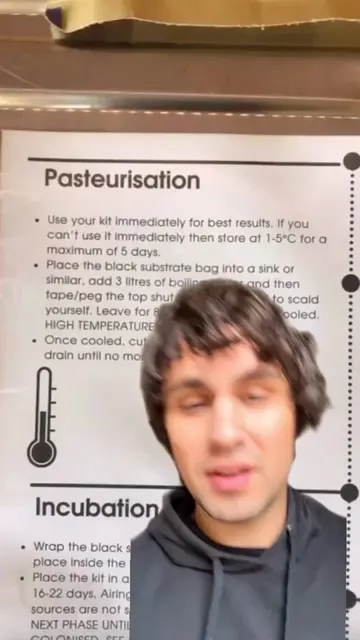 Pasteurisation
• Use your kit immediately for best results. If you
can't use it immediately then store at 1-5°C for a
maximum of 5 days.
• Place the black substrate bag into a sink or
similar, add 3 litres of and then
tape/peg the top shut to scald
yourself. Leave for ooled.
HIGH TEMPERATURE
• Once cooled, cut
drain until no mo
Incubation
• Wrap the black s
place inside the
• Place the kit in a
16-22 days. Airing
sources are not s
NEXT PHASE UNTIL
COLONISED. SEE